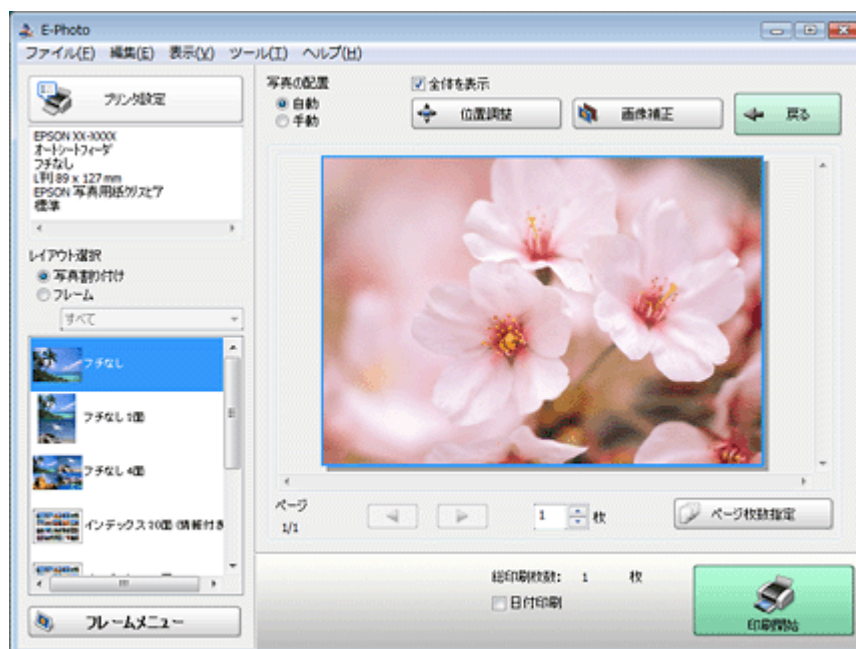 E-Photo
ファイル(F) 編集(E) 表示(V) ツール(T) ヘルプ(H)
プリンタ設定
EPSON XX-XXXX
オートシートフィーダ
フチなし
L判 89 x 127 mm
EPSON 写真用紙クリスピア
標準
レイアウト選択
写真割り付け
フレーム
すべて
フチなし
フチなし 2面
フチなし 4面
インデックス 20面 (情報付き
フレームメニュー
写真の配置
自動
手動
全体を表示
位置調整
画像補正
戻る
ページ
1/1
1 枚
ページ枚数指定
総印刷枚数: 1 枚
日付印刷
印刷開始